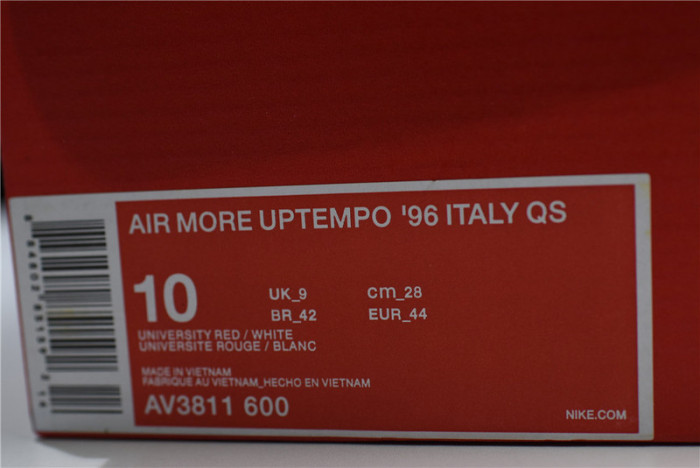 AIR MORE UPTEMPO '96 ITALY QS
10
UK_9 cm_28
BR_42 EUR_44
UNIVERSITY RED / WHITE
UNIVERSITE ROUGE / BLANC
MADE IN VIETNAM
FABRIQUE AU VIETNAM_HECHO EN VIETNAM
AV3811 600
NIKE.COM